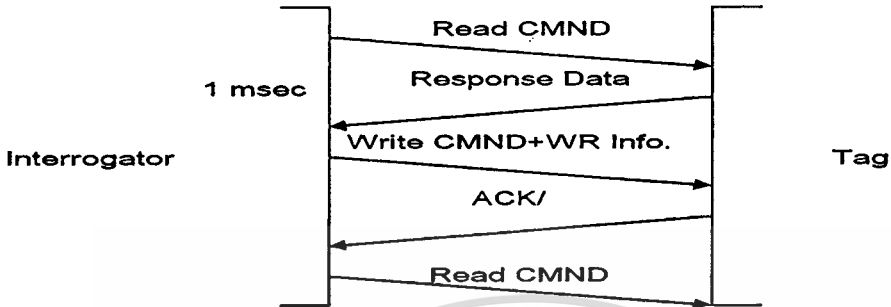 Read CMND
1 msec
Response Data
Interrogator
Write CMND+WR Info.
Tag
ACK/
Read CMND